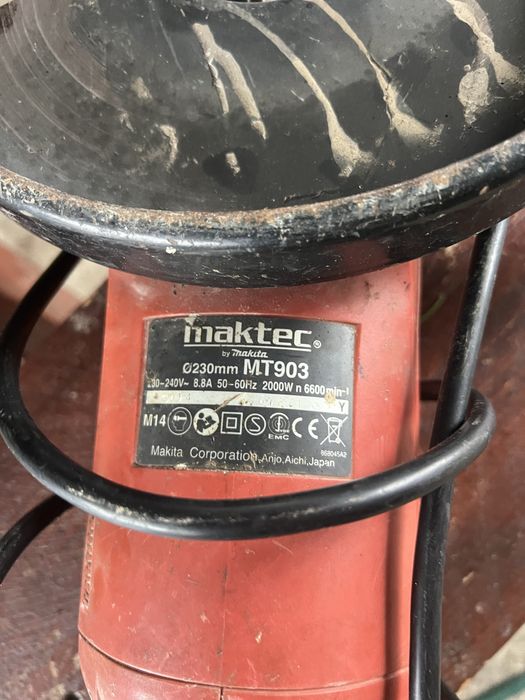 maktec®
by makita
Ø230mm MT903
230-240V~ 8.8A 50-60Hz 2000W n 6600min-¹
Y
M14 S EMC CE
868045A2
Makita Corporation, Anjo, Aichi, Japan